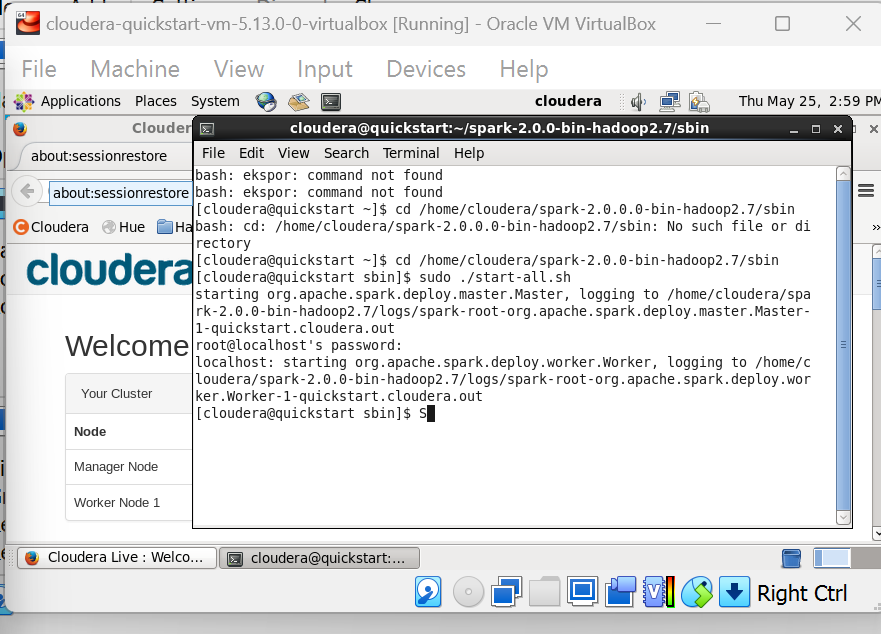 cloudera-quickstart-vm-5.13.0-0-virtualbox [Running] - Oracle VM VirtualBox
File Machine View Input Devices Help
Applications Places System cloudera Thu May 25, 2:59 PM
Clouder
cloudera@quickstart:~/spark-2.0.0-bin-hadoop2.7/sbin
about:sessionrestore
File Edit View Search Terminal Help
about:sessionrestore
Cloudera Hue Ha
cloudera
Welcome
Your Cluster
Node
Manager Node
Worker Node 1
bash: ekspor: command not found
bash: ekspor: command not found
[cloudera@quickstart ~]$ cd /home/cloudera/spark-2.0.0.0-bin-hadoop2.7/sbin
bash: cd: /home/cloudera/spark-2.0.0.0-bin-hadoop2.7/sbin: No such file or di
rectory
[cloudera@quickstart ~]$ cd /home/cloudera/spark-2.0.0-bin-hadoop2.7/sbin
[cloudera@quickstart sbin]$ sudo ./start-all.sh
starting org.apache.spark.deploy.master.Master, logging to /home/cloudera/spa
rk-2.0.0-bin-hadoop2.7/logs/spark-root-org.apache.spark.deploy.master.Master-
1-quickstart.cloudera.out
root@localhost's password:
localhost: starting org.apache.spark.deploy.worker.Worker, logging to /home/c
loudera/spark-2.0.0-bin-hadoop2.7/logs/spark-root-org.apache.spark.deploy.wor
ker.Worker-1-quickstart.cloudera.out
[cloudera@quickstart sbin]$ S
Cloudera Live : Welco... cloudera@quickstart:...
Right Ctrl